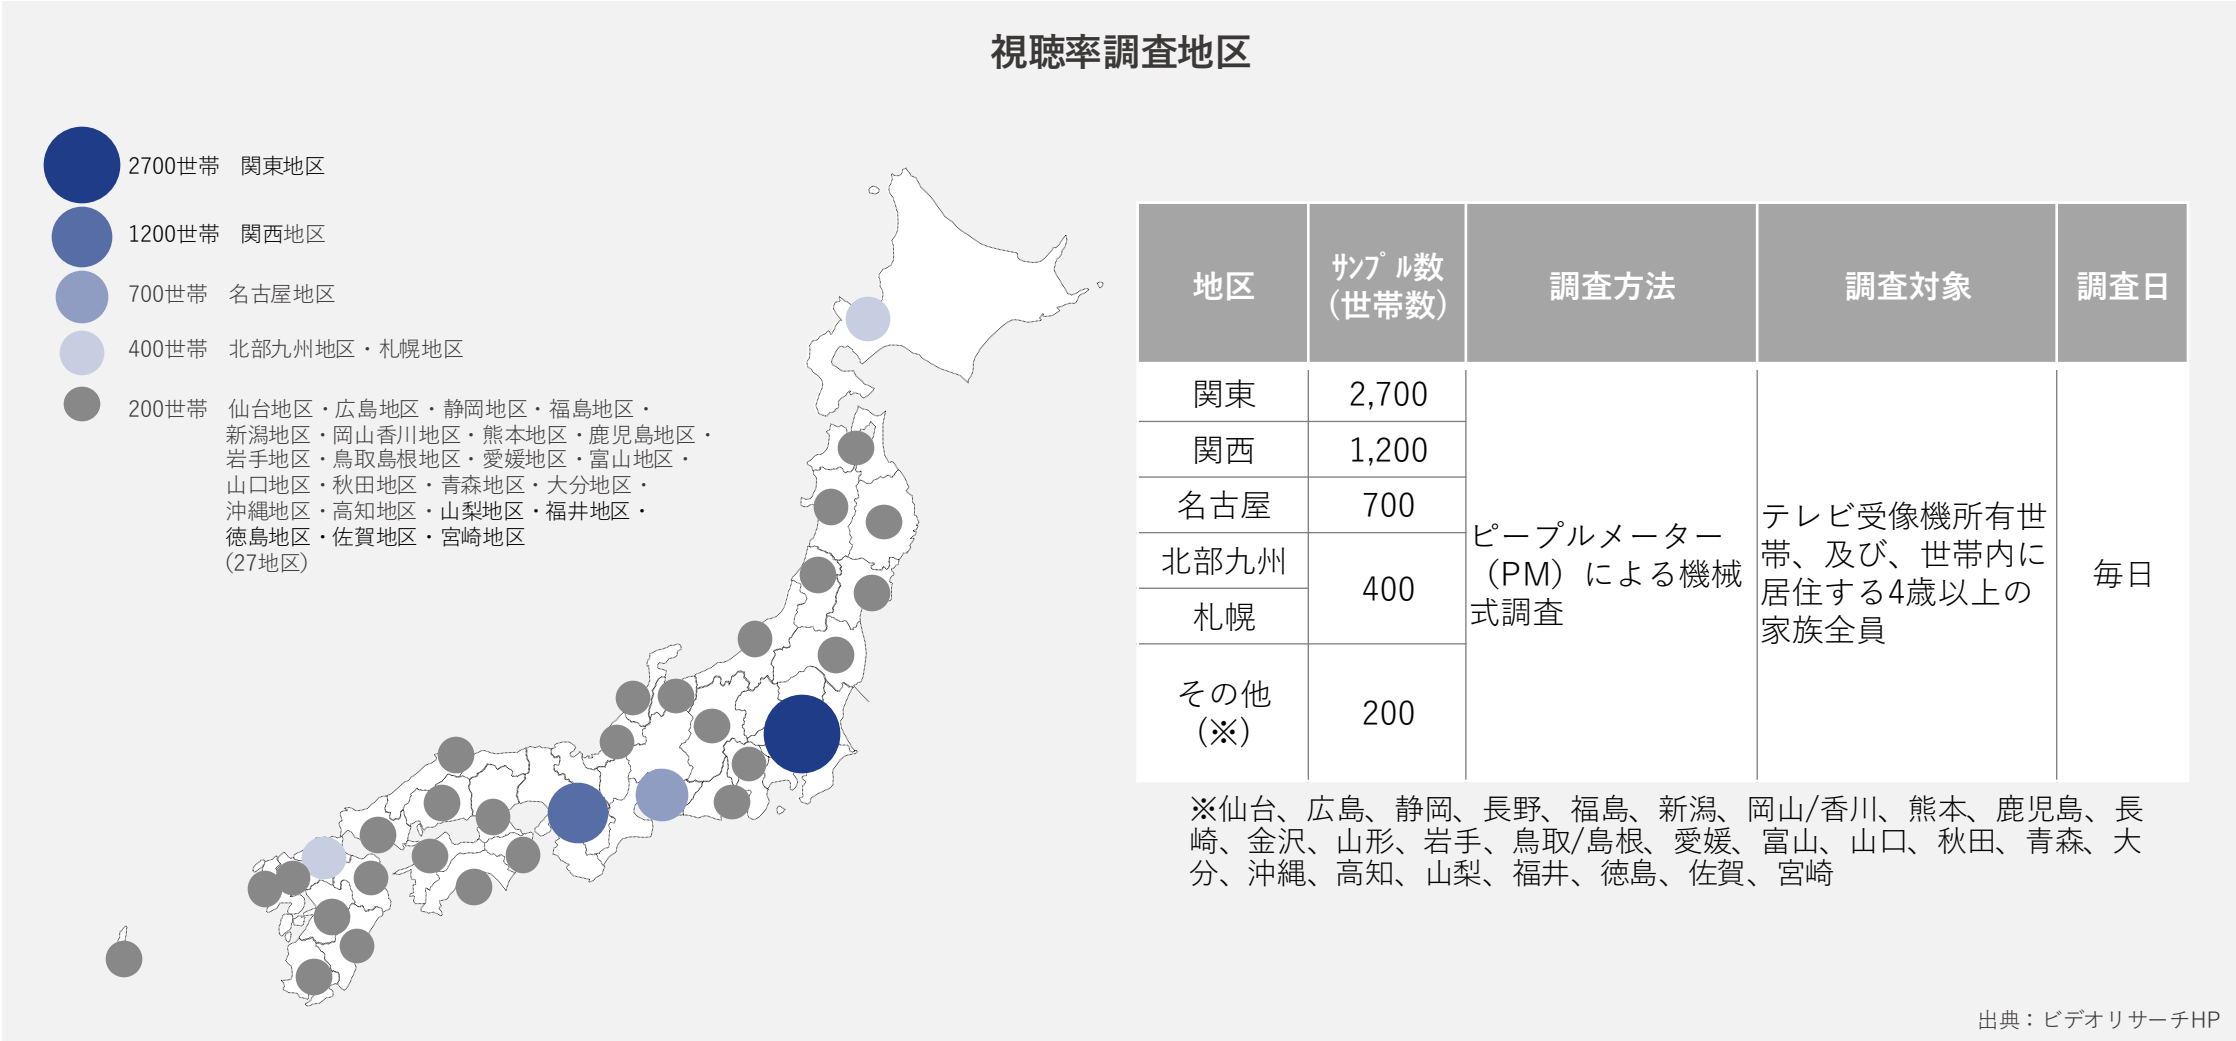 視聴率調査地区
2700世帯　関東地区
1200世帯　関西地区
700世帯　名古屋地区
400世帯　北部九州地区・札幌地区
200世帯　仙台地区・広島地区・静岡地区・福島地区・
新潟地区・岡山香川地区・熊本地区・鹿児島地区・
岩手地区・鳥取島根地区・愛媛地区・富山地区・
山口地区・秋田地区・青森地区・大分地区・
沖縄地区・高知地区・山梨地区・福井地区・
徳島地区・佐賀地区・宮崎地区
(27地区)
地区
ｻﾝﾌﾟﾙ数
(世帯数)
調査方法
調査対象
調査日
関東
2,700
関西
1,200
名古屋
700
北部九州
札幌
400
その他
(※)
200
ピープルメーター
（PM）による機械
式調査
テレビ受像機所有世
帯、及び、世帯内に
居住する4歳以上の
家族全員
毎日
※仙台、広島、静岡、長野、福島、新潟、岡山/香川、熊本、鹿児島、長
崎、金沢、山形、岩手、鳥取/島根、愛媛、富山、山口、秋田、青森、大
分、沖縄、高知、山梨、福井、徳島、佐賀、宮崎
出典：ビデオリサーチHP